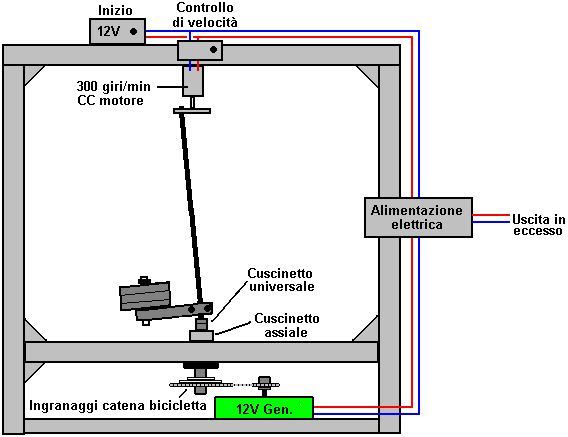 Inizio
12V
Controllo
di velocità
300 giri/min
CC motore
Alimentazione
elettrica
Uscita in
eccesso
Cuscinetto
universale
Cuscinetto
assiale
Ingranaggi catena bicicletta
12V Gen.